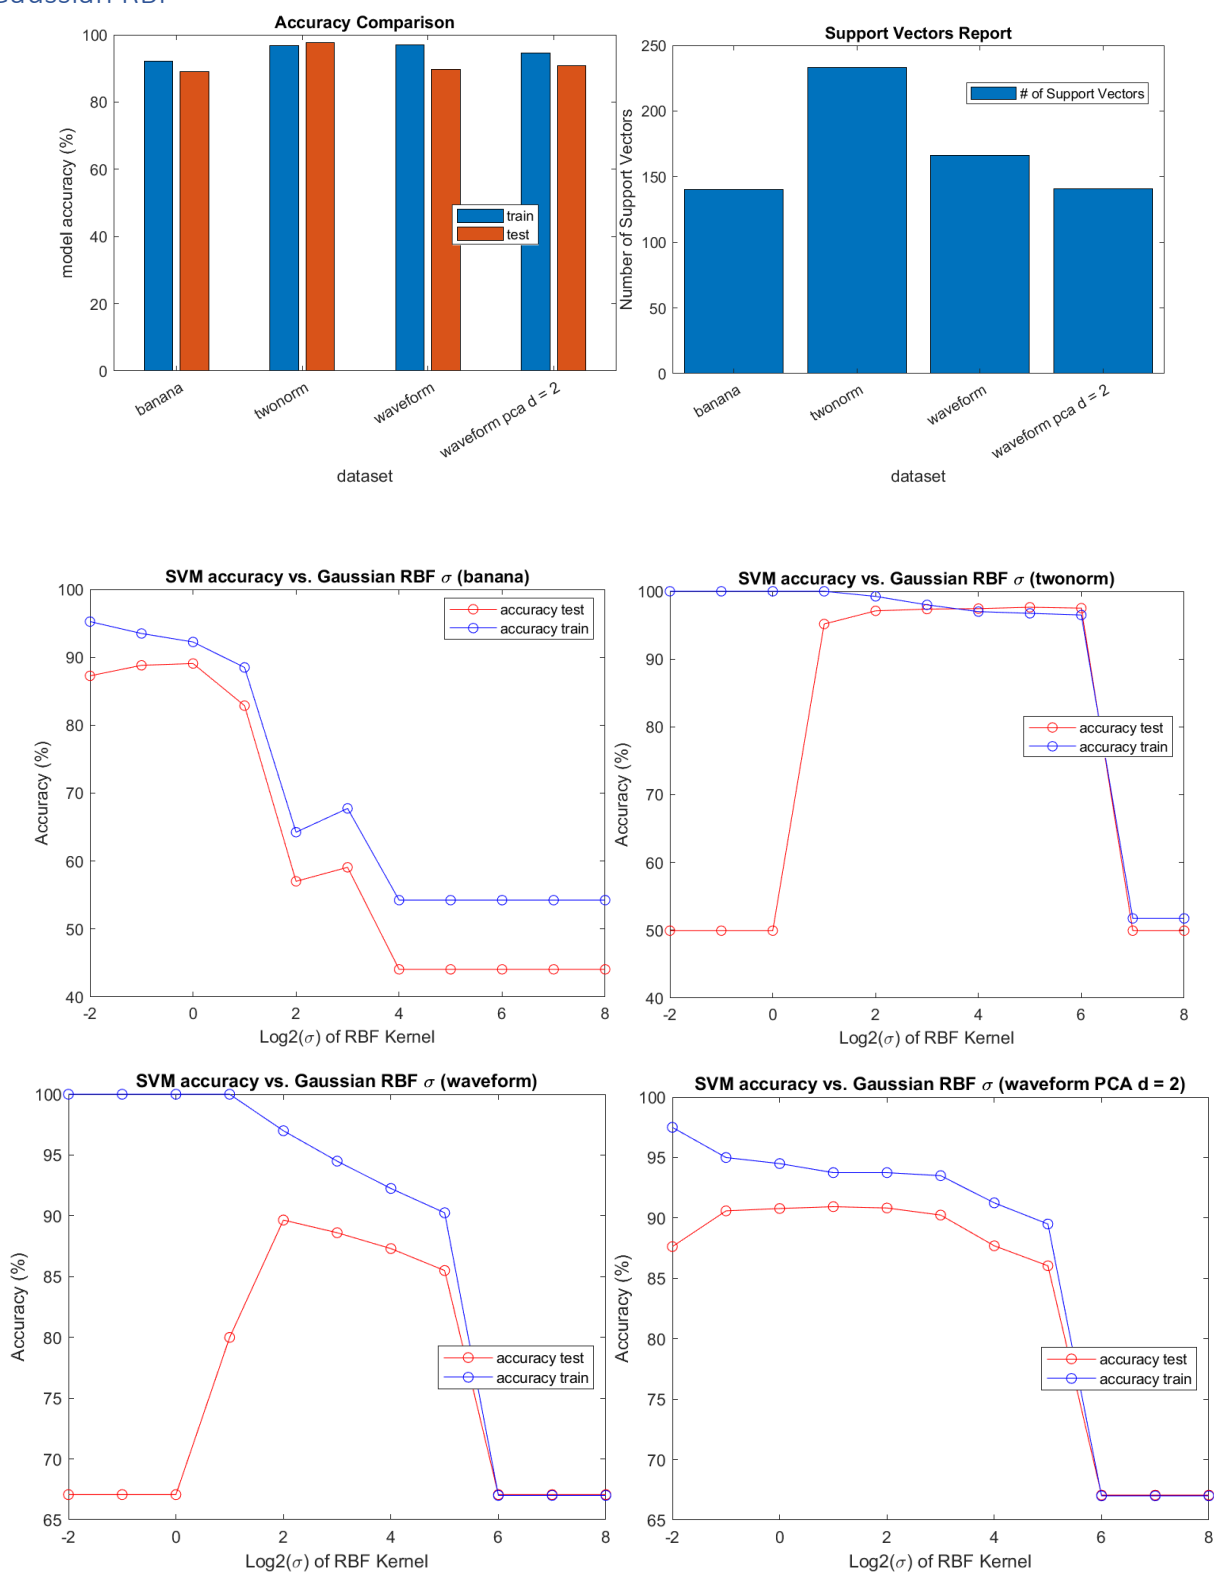 Gaussian RBF
Accuracy Comparison
100
80
60
40
20
0
model accuracy (%)
train
test
banana
twonorm
waveform
waveform pca d = 2
dataset
Support Vectors Report
250
200
150
100
50
0
Number of Support Vectors
# of Support Vectors
banana
twonorm
waveform
waveform pca d = 2
dataset
SVM accuracy vs. Gaussian RBF σ (banana)
100
90
80
70
60
50
40
Accuracy (%)
accuracy test
accuracy train
-2 0 2 4 6 8
Log2(σ) of RBF Kernel
SVM accuracy vs. Gaussian RBF σ (twonorm)
100
90
80
70
60
50
40
Accuracy (%)
accuracy test
accuracy train
-2 0 2 4 6 8
Log2(σ) of RBF Kernel
SVM accuracy vs. Gaussian RBF σ (waveform)
100
95
90
85
80
75
70
65
Accuracy (%)
accuracy test
accuracy train
-2 0 2 4 6 8
Log2(σ) of RBF Kernel
SVM accuracy vs. Gaussian RBF σ (waveform PCA d = 2)
100
95
90
85
80
75
70
65
Accuracy (%)
accuracy test
accuracy train
-2 0 2 4 6 8
Log2(σ) of RBF Kernel